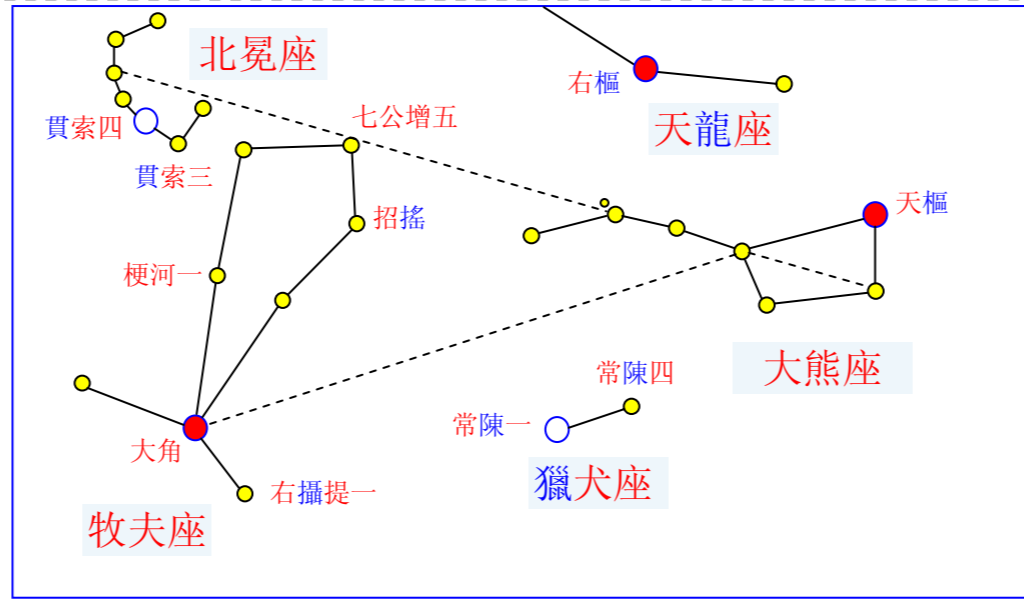 北冕座
右樞
天龍座
七公增五
貫索四
貫索三
天樞
招搖
梗河一
大熊座
常陳四
常陳一
大角
獵犬座
右攝提一
牧夫座